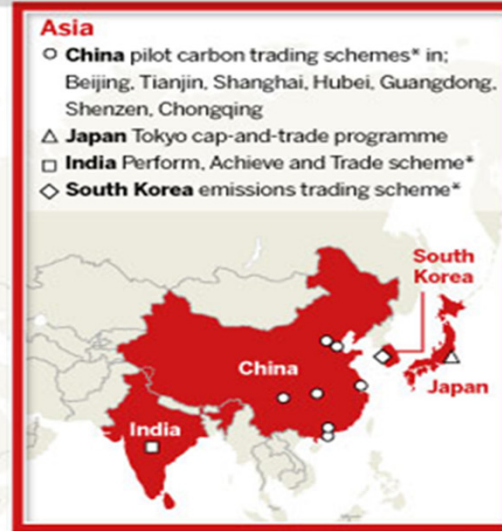 Asia
China pilot carbon trading schemes* in;
Beijing, Tianjin, Shanghai, Hubei, Guangdong,
Shenzen, Chongqing
Japan Tokyo cap-and-trade programme
India Perform, Achieve and Trade scheme*
South Korea emissions trading scheme*
South
Korea
China
Japan
India